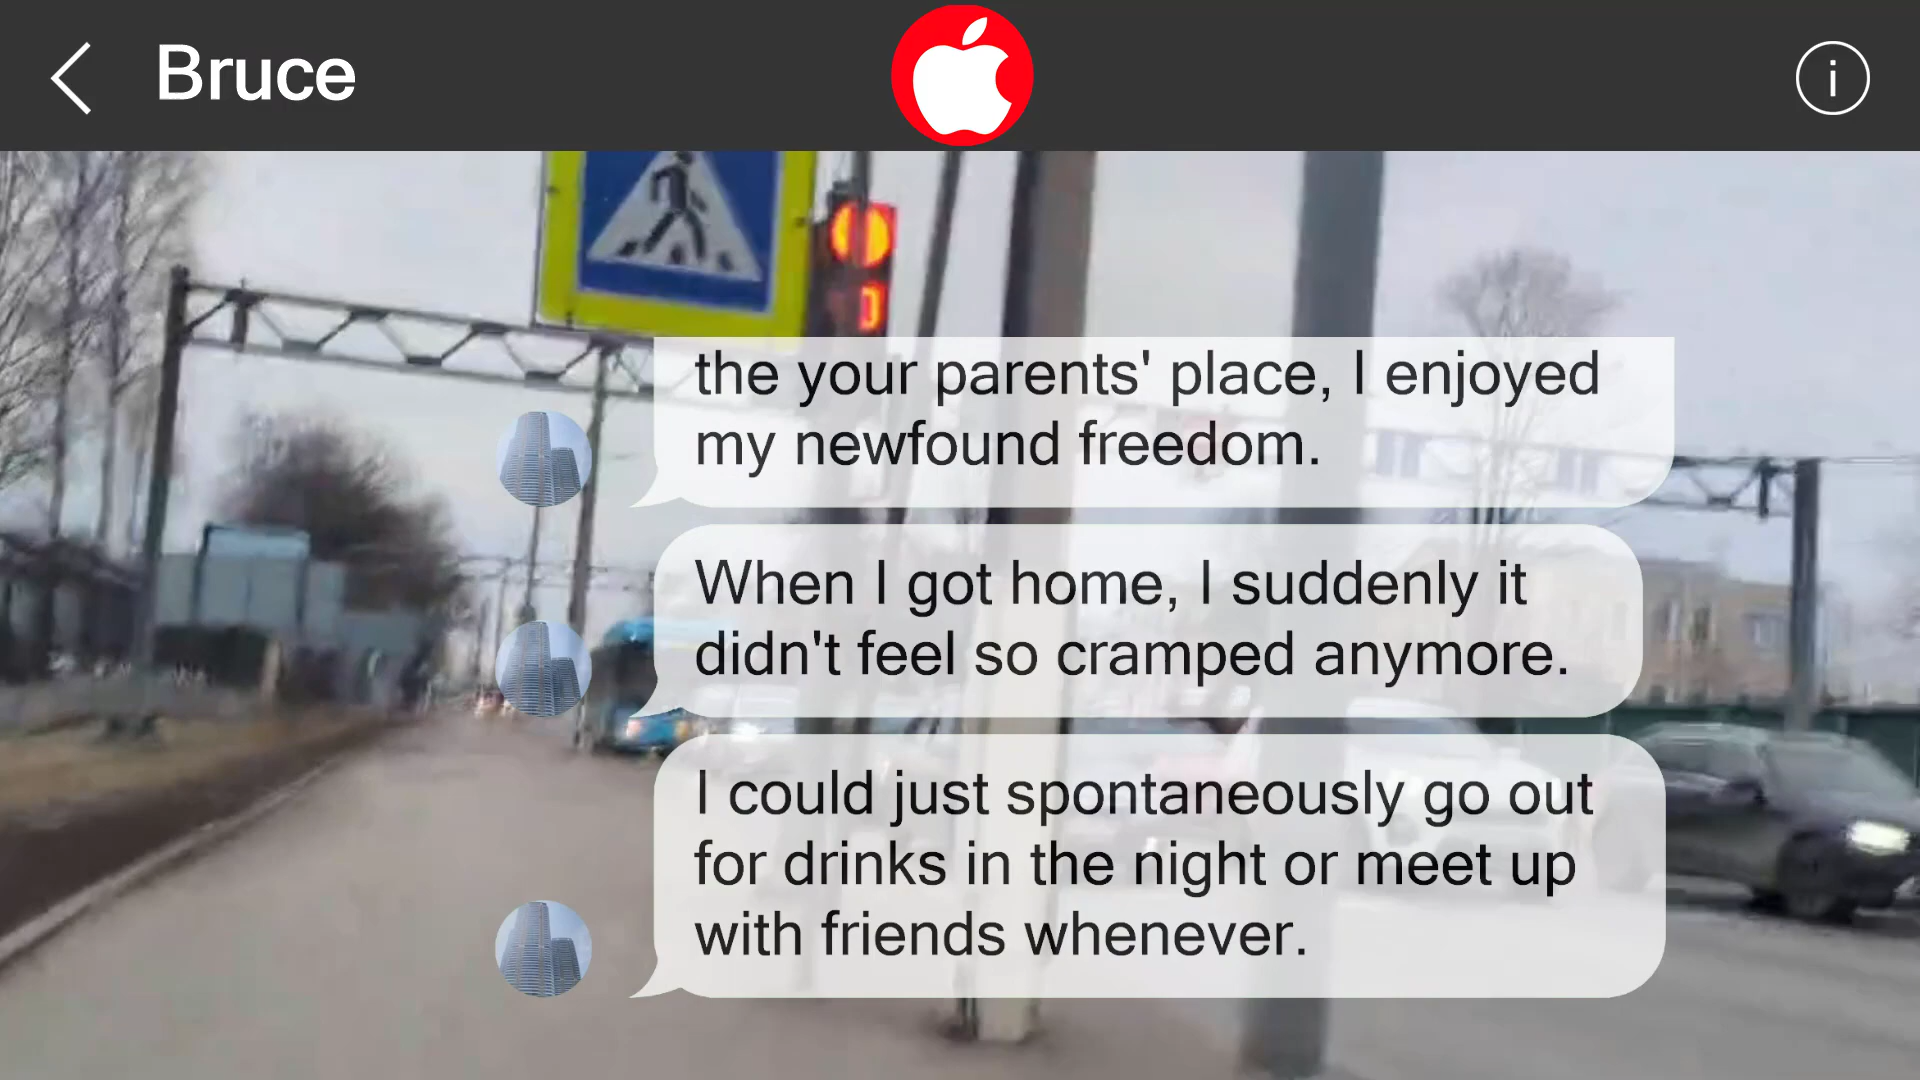 Bruce
the your parents' place, I enjoyed
my newfound freedom.
When I got home, I suddenly it
didn't feel so cramped anymore.
I could just spontaneously go out
for drinks in the night or meet up
with friends whenever.